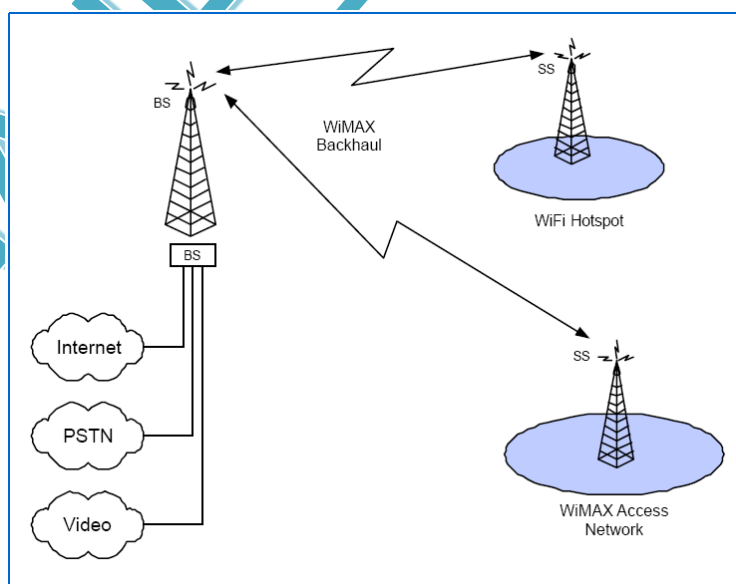 BS
SS
WiMAX
Backhaul
WiFi Hotspot
BS
Internet
SS
PSTN
Video
WiMAX Access
Network